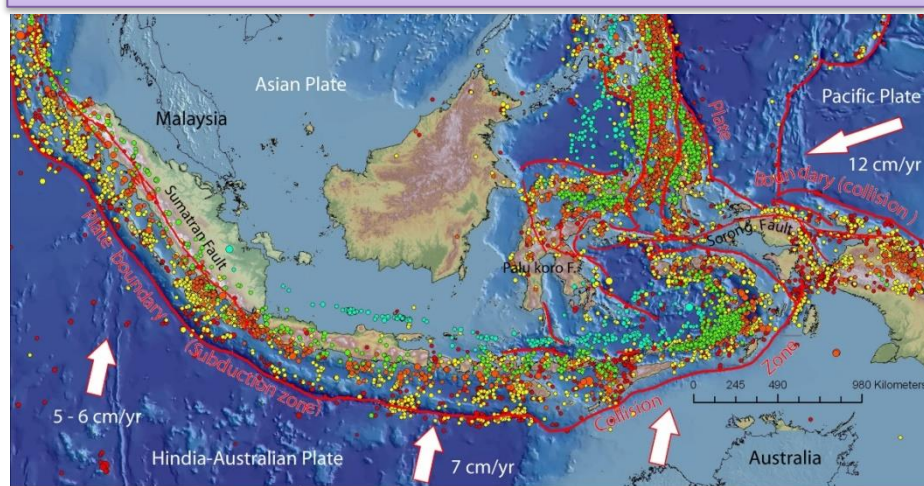 Asian Plate
Pacific Plate
Malaysia
12 cm/yr
Plate
Boundary (collision
Sumatran Fault
Sorong Fault
Palu koro F.
Plate
boundary
(Subduction zone)
Collision
Zone
0 245 490 980 Kilometers
5 - 6 cm/yr
7 cm/yr
Hindia-Australian Plate
Australia